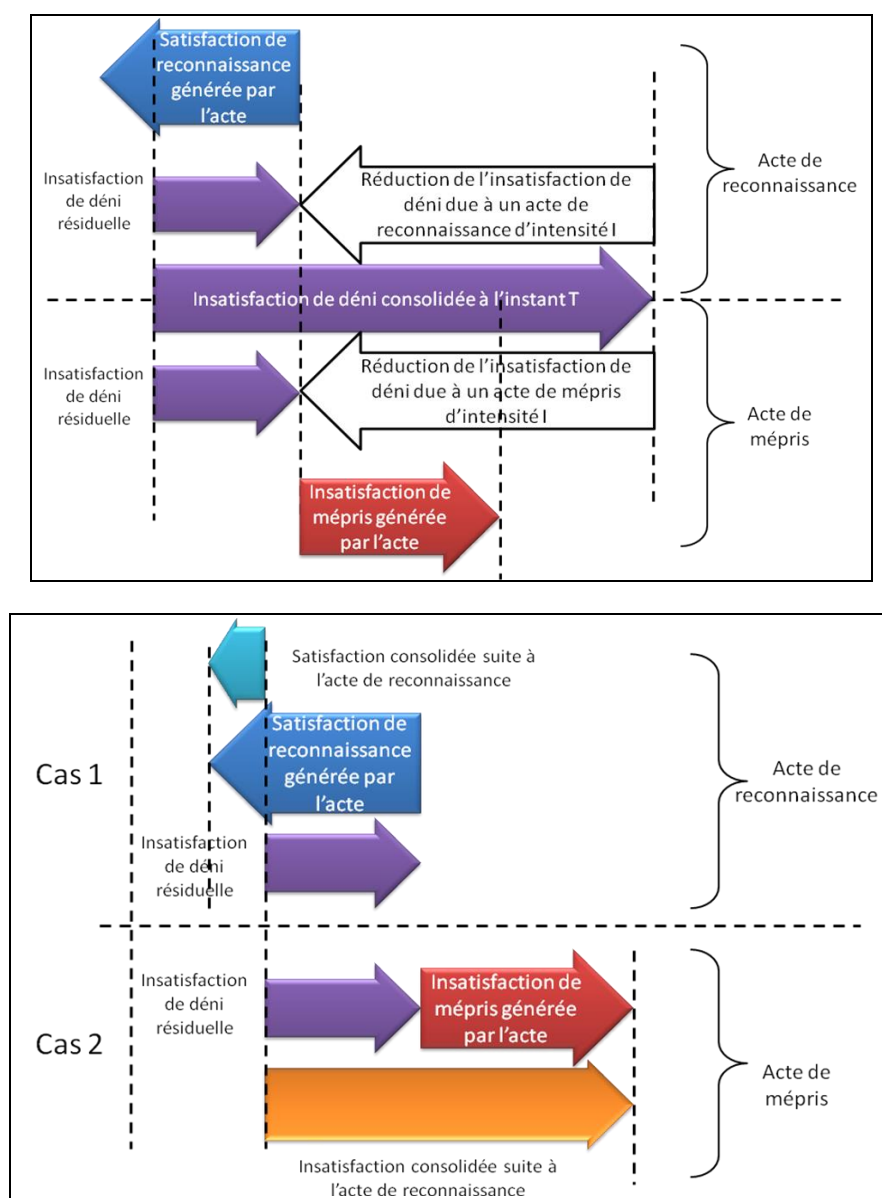 Satisfaction de
reconnaissance
générée par
l'acte
Insatisfaction
de déni
résiduelle
Réduction de l'insatisfaction de
déni due à un acte de
reconnaissance d'intensité I
Acte de
reconnaissance
Insatisfaction de déni consolidée à l'instant T
Insatisfaction
de déni
résiduelle
Réduction de l'insatisfaction de
déni due à un acte de mépris
d'intensité I
Acte de
mépris
Insatisfaction de
mépris générée
par l'acte
Satisfaction consolidée suite à
l'acte de reconnaissance
Cas 1
Satisfaction de
reconnaissance
générée par
l'acte
Acte de
reconnaissance
Insatisfaction
de déni
résiduelle
Insatisfaction
de déni
résiduelle
Insatisfaction de
mépris générée
par l'acte
Cas 2
Acte de
mépris
Insatisfaction consolidée suite à
l'acte de reconnaissance